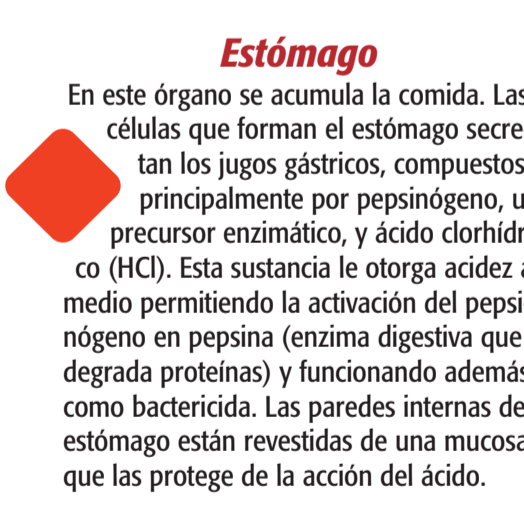 Estómago
En este órgano se acumula la comida. Las
células que forman el estómago secre
tan los jugos gástricos, compuestos
principalmente por pepsinógeno, u
precursor enzimático, y ácido clorhídr
co (HCl). Esta sustancia le otorga acidez a
medio permitiendo la activación del pepsi
nógeno en pepsina (enzima digestiva que
degrada proteínas) y funcionando además
como bactericida. Las paredes internas de
estómago están revestidas de una mucosa
que las protege de la acción del ácido.